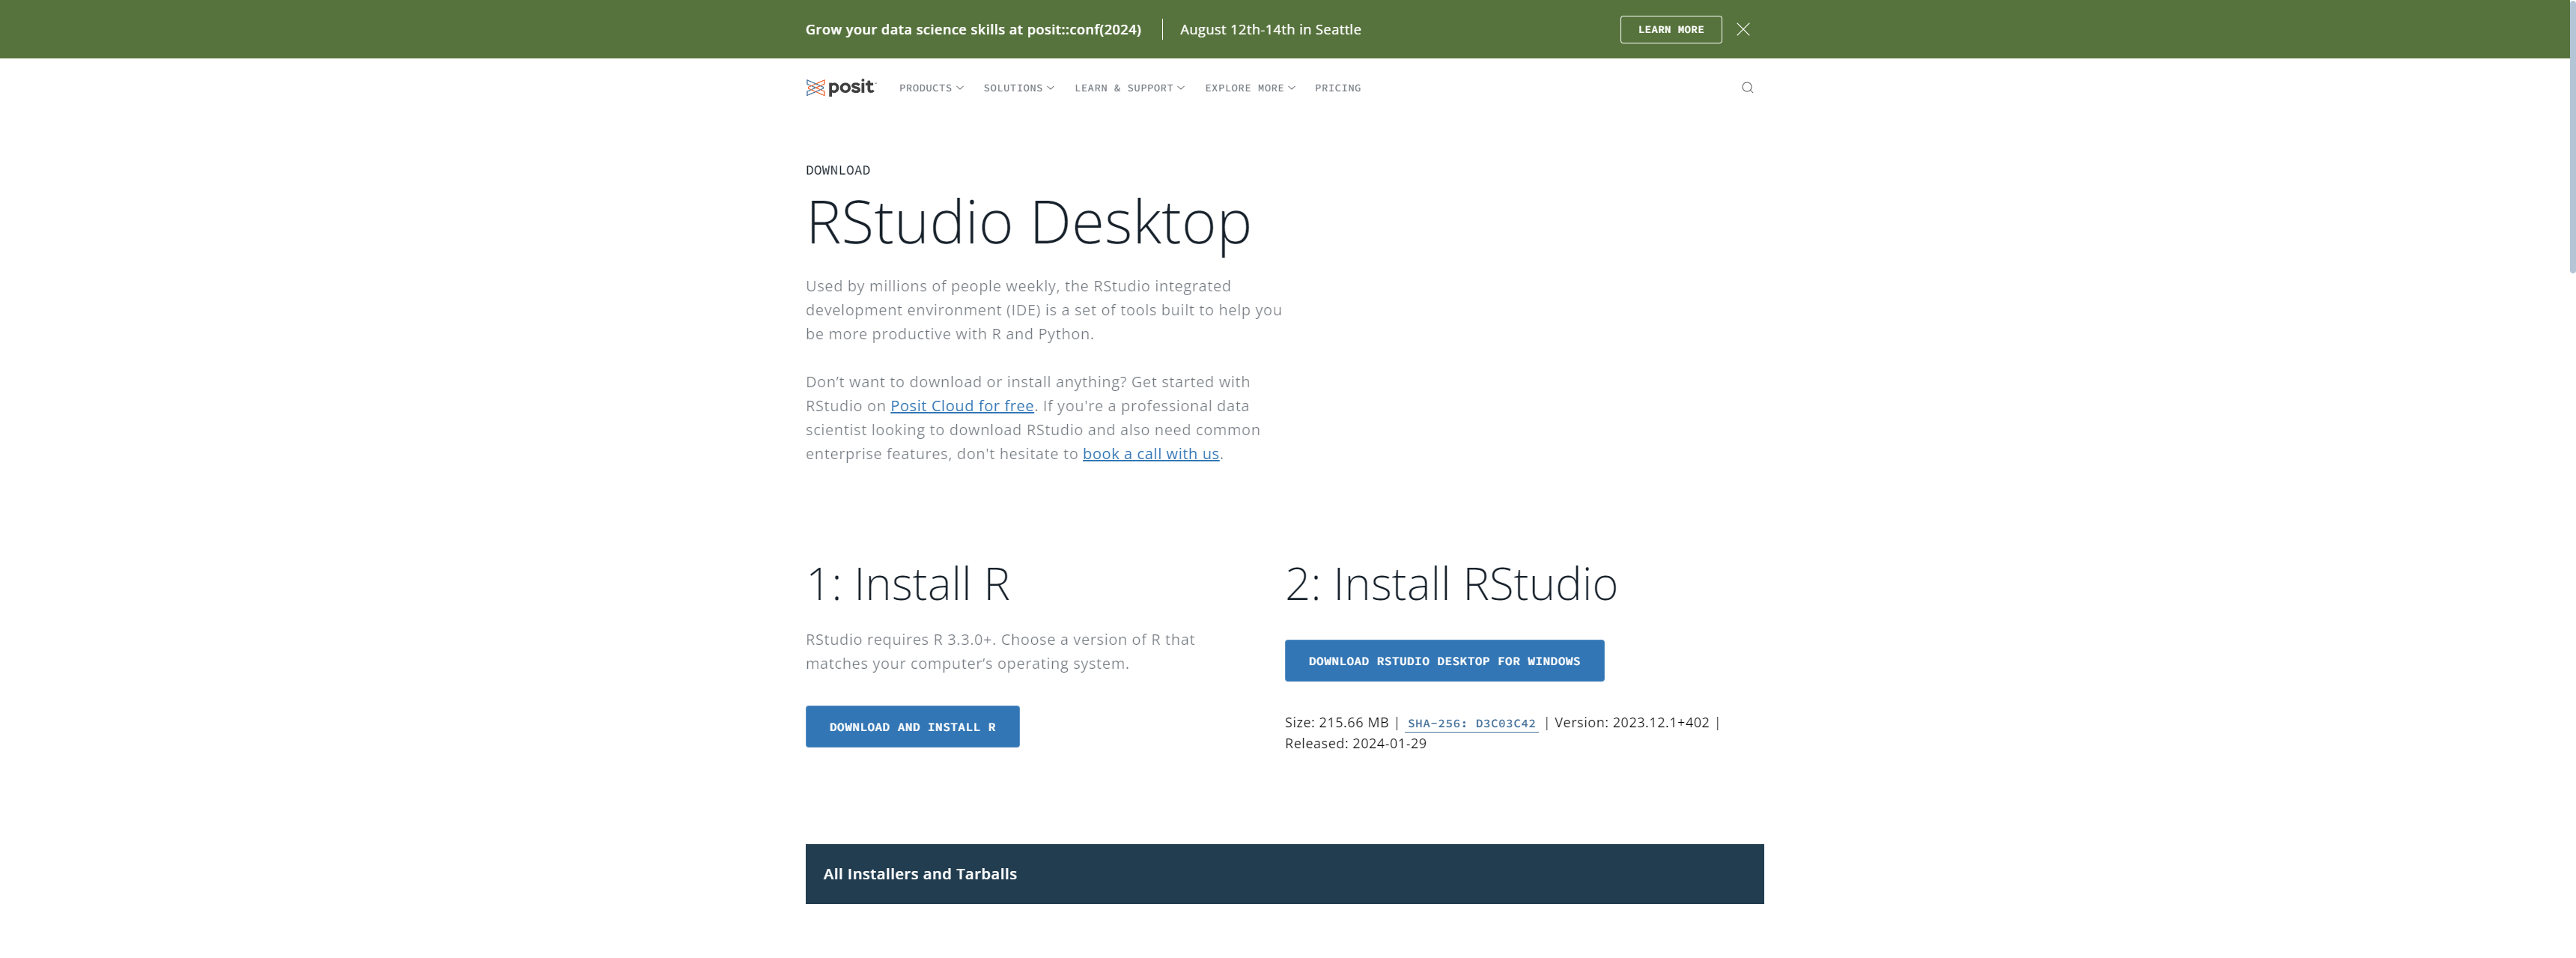 Grow your data science skills at posit::conf(2024) | August 12th-14th in Seattle LEARN MORE
posit PRODUCTS SOLUTIONS LEARN & SUPPORT EXPLORE MORE PRICING
DOWNLOAD
RStudio Desktop
Used by millions of people weekly, the RStudio integrated
development environment (IDE) is a set of tools built to help you
be more productive with R and Python.
Don’t want to download or install anything? Get started with
RStudio on Posit Cloud for free. If you're a professional data
scientist looking to download RStudio and also need common
enterprise features, don't hesitate to book a call with us.
1: Install R
RStudio requires R 3.3.0+. Choose a version of R that
matches your computer’s operating system.
DOWNLOAD AND INSTALL R
2: Install RStudio
DOWNLOAD RSTUDIO DESKTOP FOR WINDOWS
Size: 215.66 MB | SHA-256: D3C03C42 | Version: 2023.12.1+402 |
Released: 2024-01-29
All Installers and Tarballs